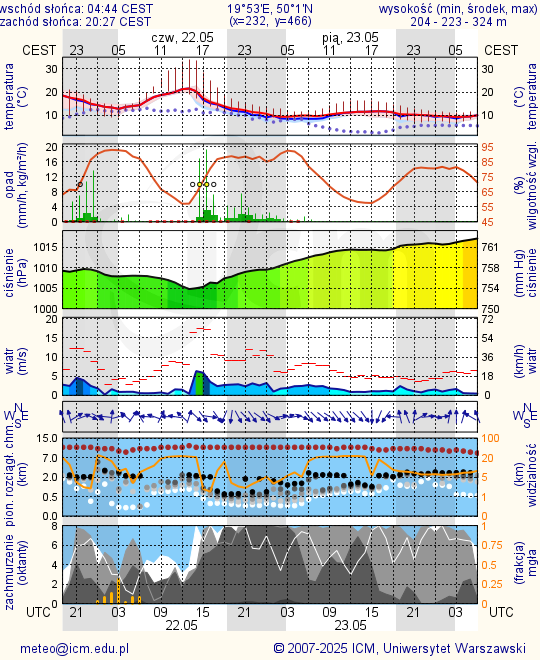 wschód słońca: 04:44 CEST 19°53'E, 50°1'N wysokość (min, środek, max)
zachód słońca: 20:27 CEST (x=232, y=466) 204 - 223 - 324 m
czw, 22.05 pią, 23.05
CEST 23 05 11 17 23 05 11 17 23 05 CEST
temperatura
(°C)
30
20
10
30
20
10
(°C)
temperatura
opad
(mm/h, kg/m²/h)
20
16
12
8
4
0
95
85
75
65
55
45
(%)
wilgotność wzgl.
ciśnienie
(hPa)
1015
1010
1005
1000
761
758
754
750
(mm Hg)
ciśnienie
wiatr
(m/s)
20
15
10
5
0
72
54
36
18
0
(km/h)
wiatr
N
W E
S
N
W E
S
pion. rozciągł. chm.
(km)
15.0
7.0
2.0
0.5
0.0
100
20
5
1
0
(km)
widzialność
zachmurzenie
(oktanty)
8
6
4
2
0
1
0.75
0.5
0.25
0
(frakcja)
mgła
UTC 21 03 09 15 21 03 09 15 21 03 UTC
22.05 23.05
meteo@icm.edu.pl © 2007-2025 ICM, Uniwersytet Warszawski